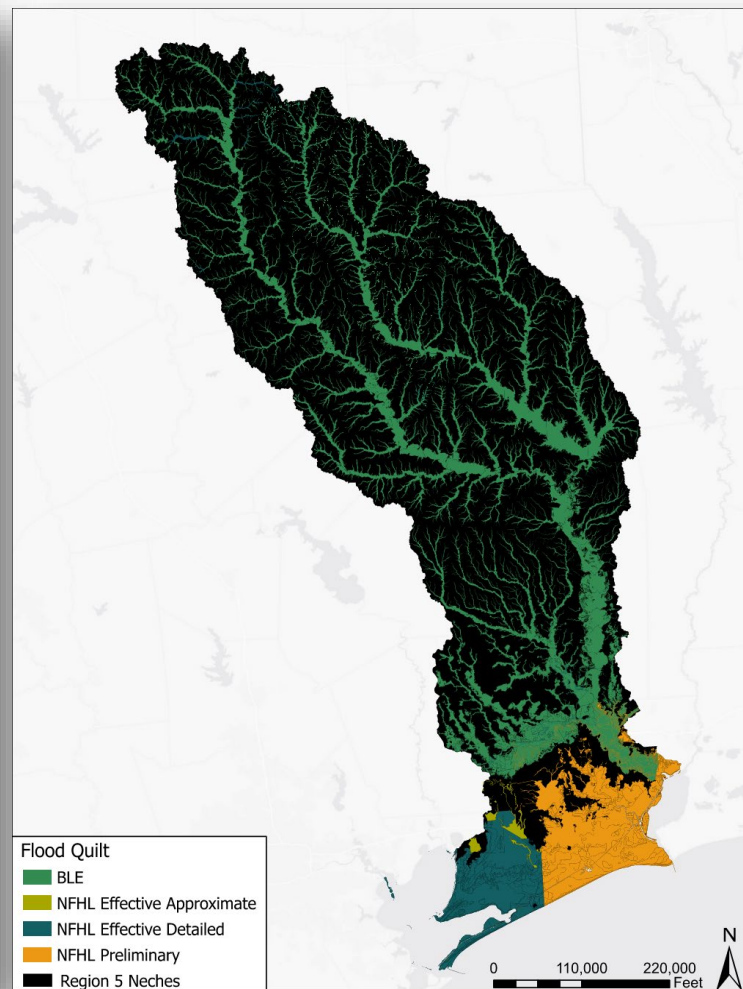 Flood Quilt
BLE
NFHL Effective Approximate
NFHL Effective Detailed
NFHL Preliminary
Region 5 Neches
N
0 110,000 220,000
Feet